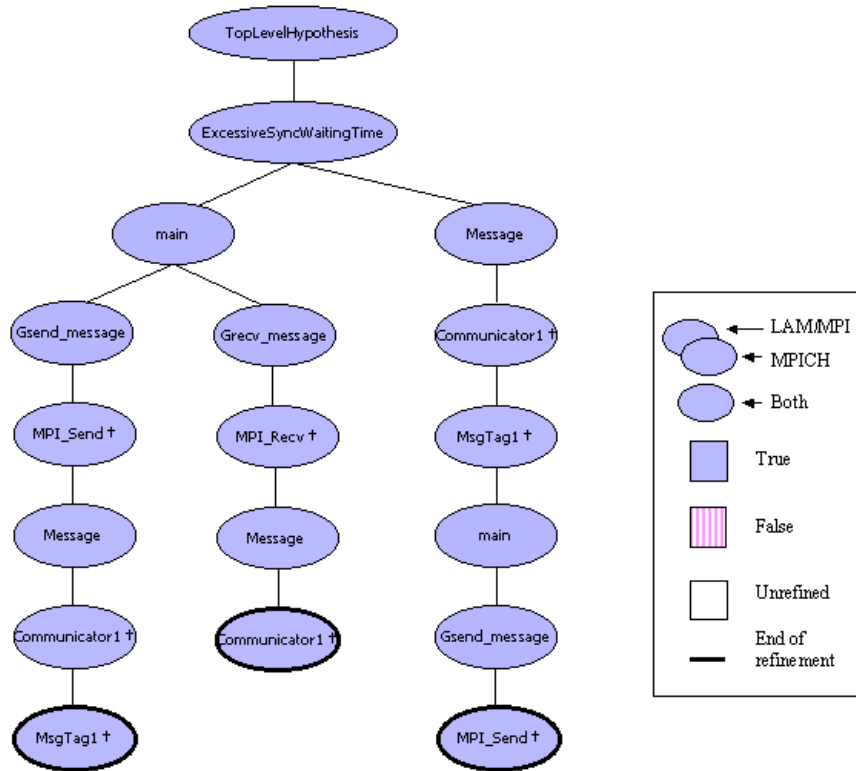 TopLevelHypothesis
ExcessiveSyncWaitingTime
main
Message
Gsend_message
Grecv_message
Communicator1 †
MPI_Send †
MPI_Recv †
MsgTag1 †
Message
Message
main
Communicator1 †
Communicator1 †
Gsend_message
MsgTag1 †
MPI_Send †
LAM/MPI
MPICH
Both
True
False
Unrefined
End of
refinement